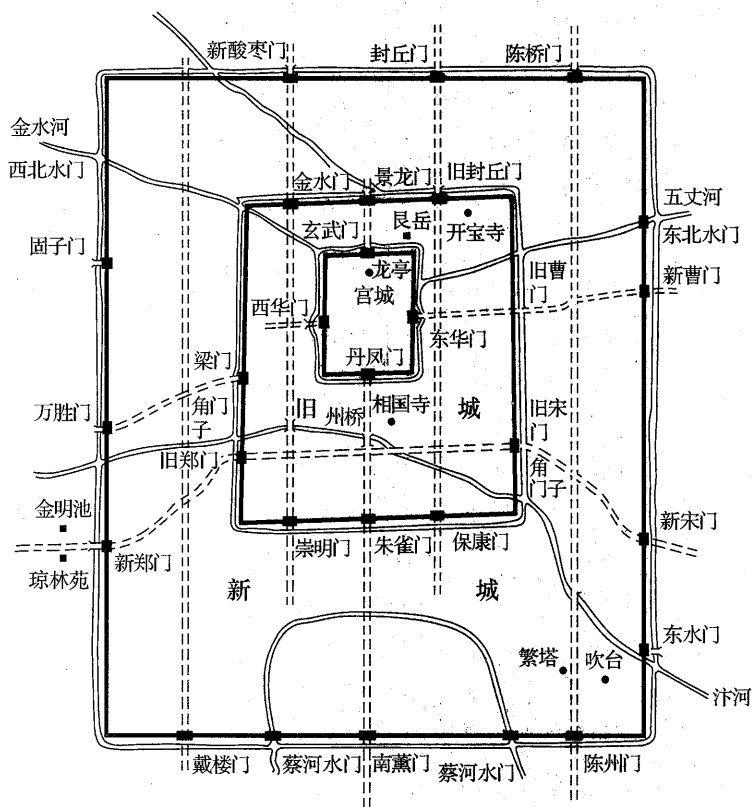 新酸枣门
封丘门
陈桥门
金水河
西北水门
金水门
景龙门
旧封丘门
五丈河
东北水门
固子门
玄武门
艮岳
开宝寺
龙亭
宫城
旧曹
门
新曹门
西华门
东华门
梁门
丹凤门
万胜门
角门
子
旧
州桥
相国寺
城
旧宋
门
旧郑门
角
门子
金明池
新宋门
崇明门
朱雀门
保康门
新郑门
琼林苑
新
城
东水门
繁塔
吹台
汴河
戴楼门
蔡河水门
南薰门
蔡河水门
陈州门